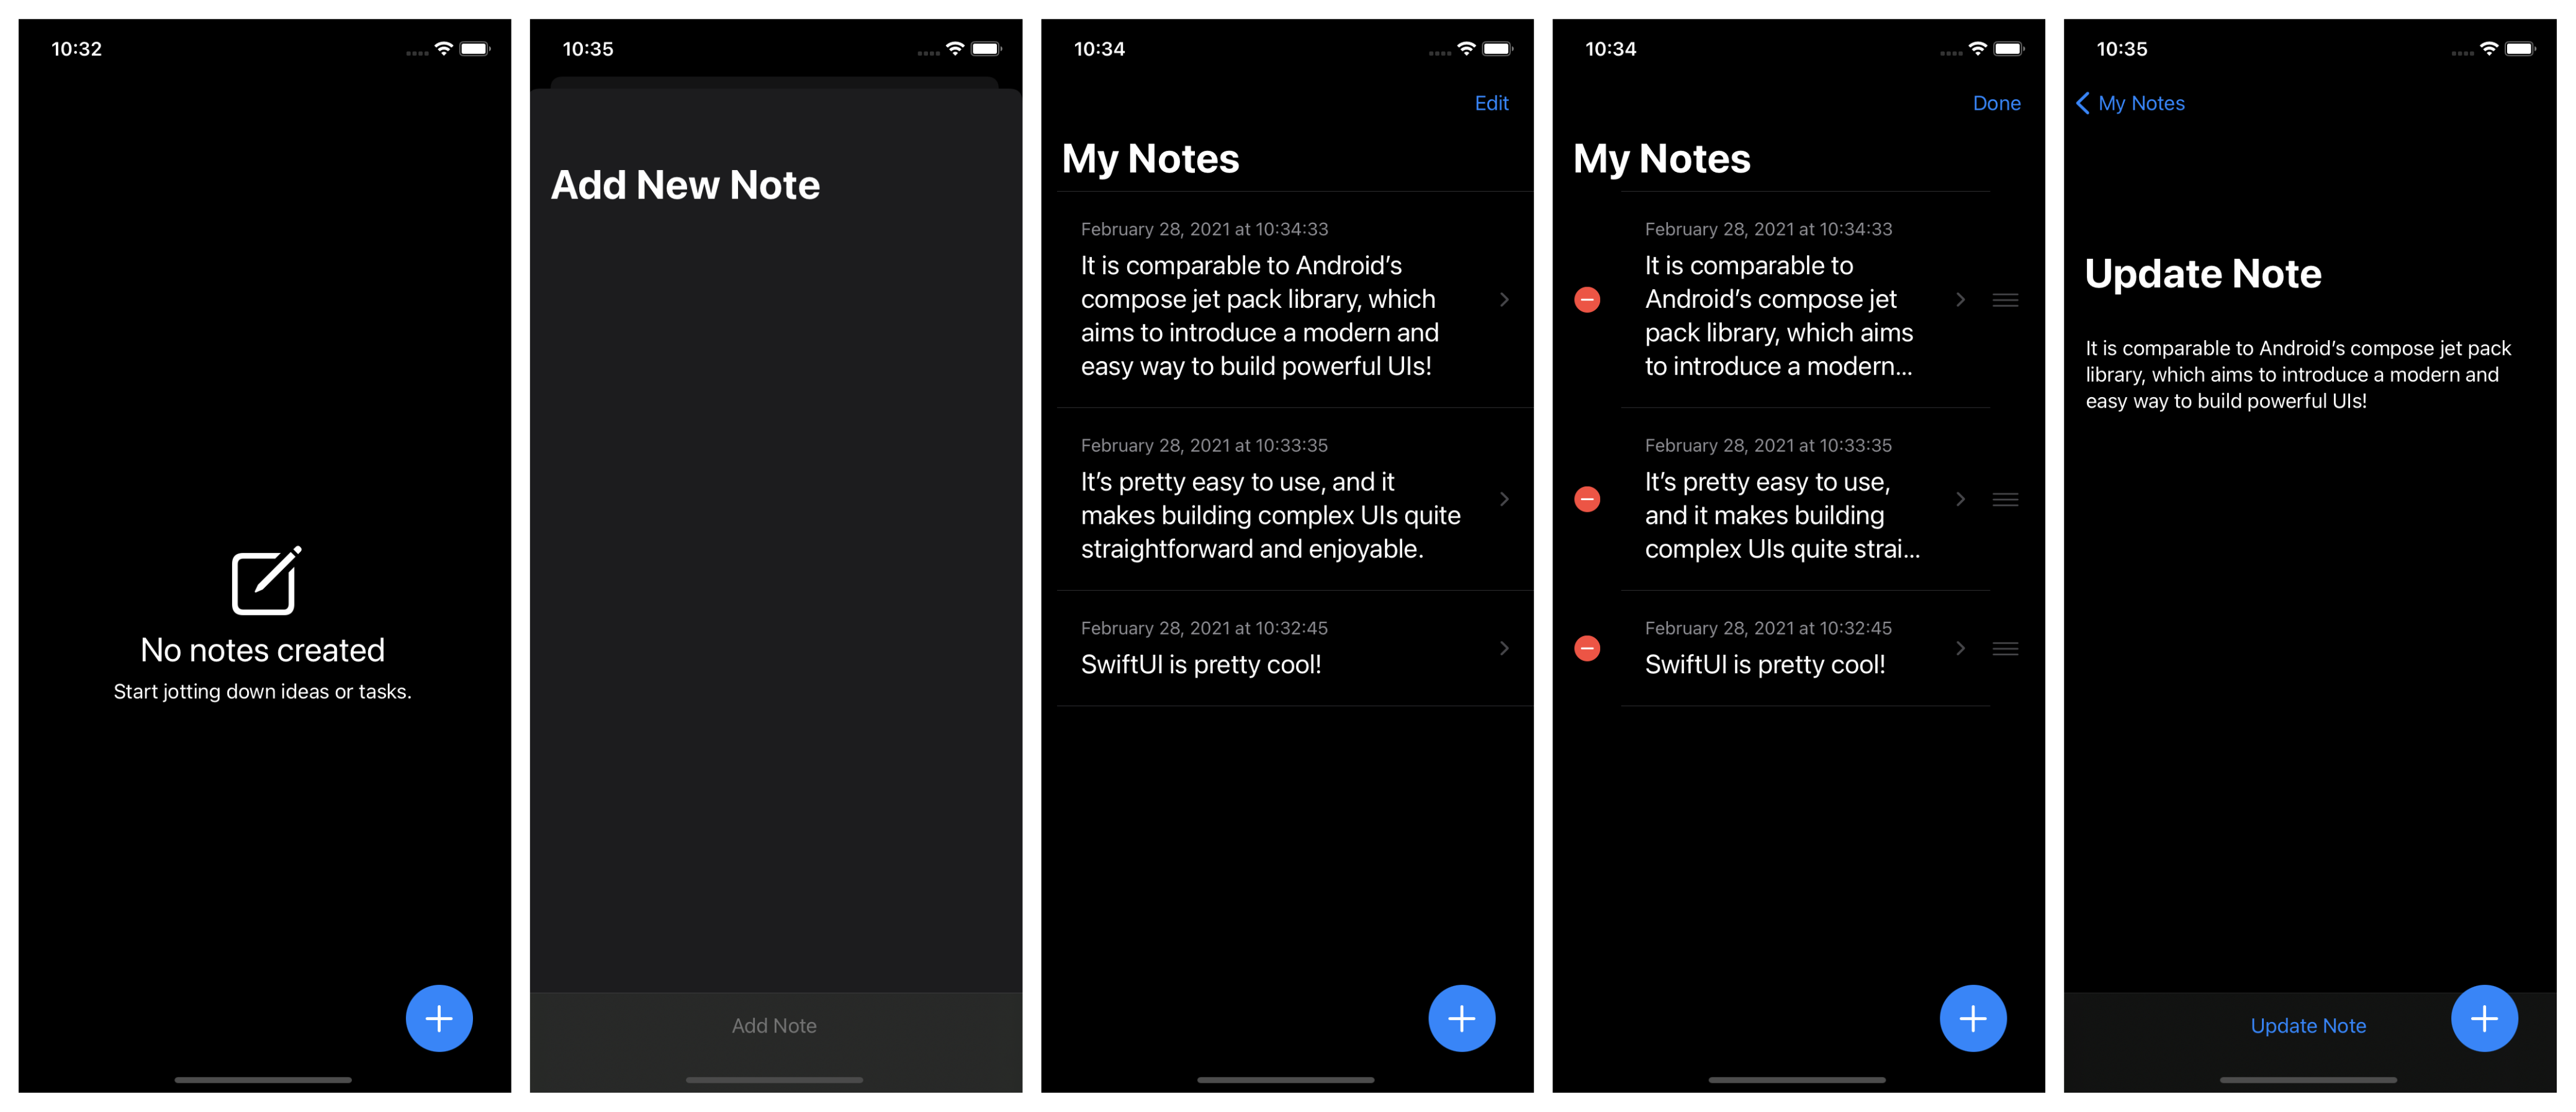 10:32
No notes created
Start jotting down ideas or tasks.
10:35
Add New Note
Add Note
10:34
Edit
My Notes
February 28, 2021 at 10:34:33
It is comparable to Android’s
compose jet pack library, which
aims to introduce a modern and
easy way to build powerful UIs!
February 28, 2021 at 10:33:35
It’s pretty easy to use, and it
makes building complex UIs quite
straightforward and enjoyable.
February 28, 2021 at 10:32:45
SwiftUI is pretty cool!
10:34
Done
My Notes
February 28, 2021 at 10:34:33
It is comparable to
Android’s compose jet
pack library, which aims
to introduce a modern...
February 28, 2021 at 10:33:35
It’s pretty easy to use,
and it makes building
complex UIs quite strai...
February 28, 2021 at 10:32:45
SwiftUI is pretty cool!
10:35
My Notes
Update Note
It is comparable to Android’s compose jet pack
library, which aims to introduce a modern and
easy way to build powerful UIs!
Update Note